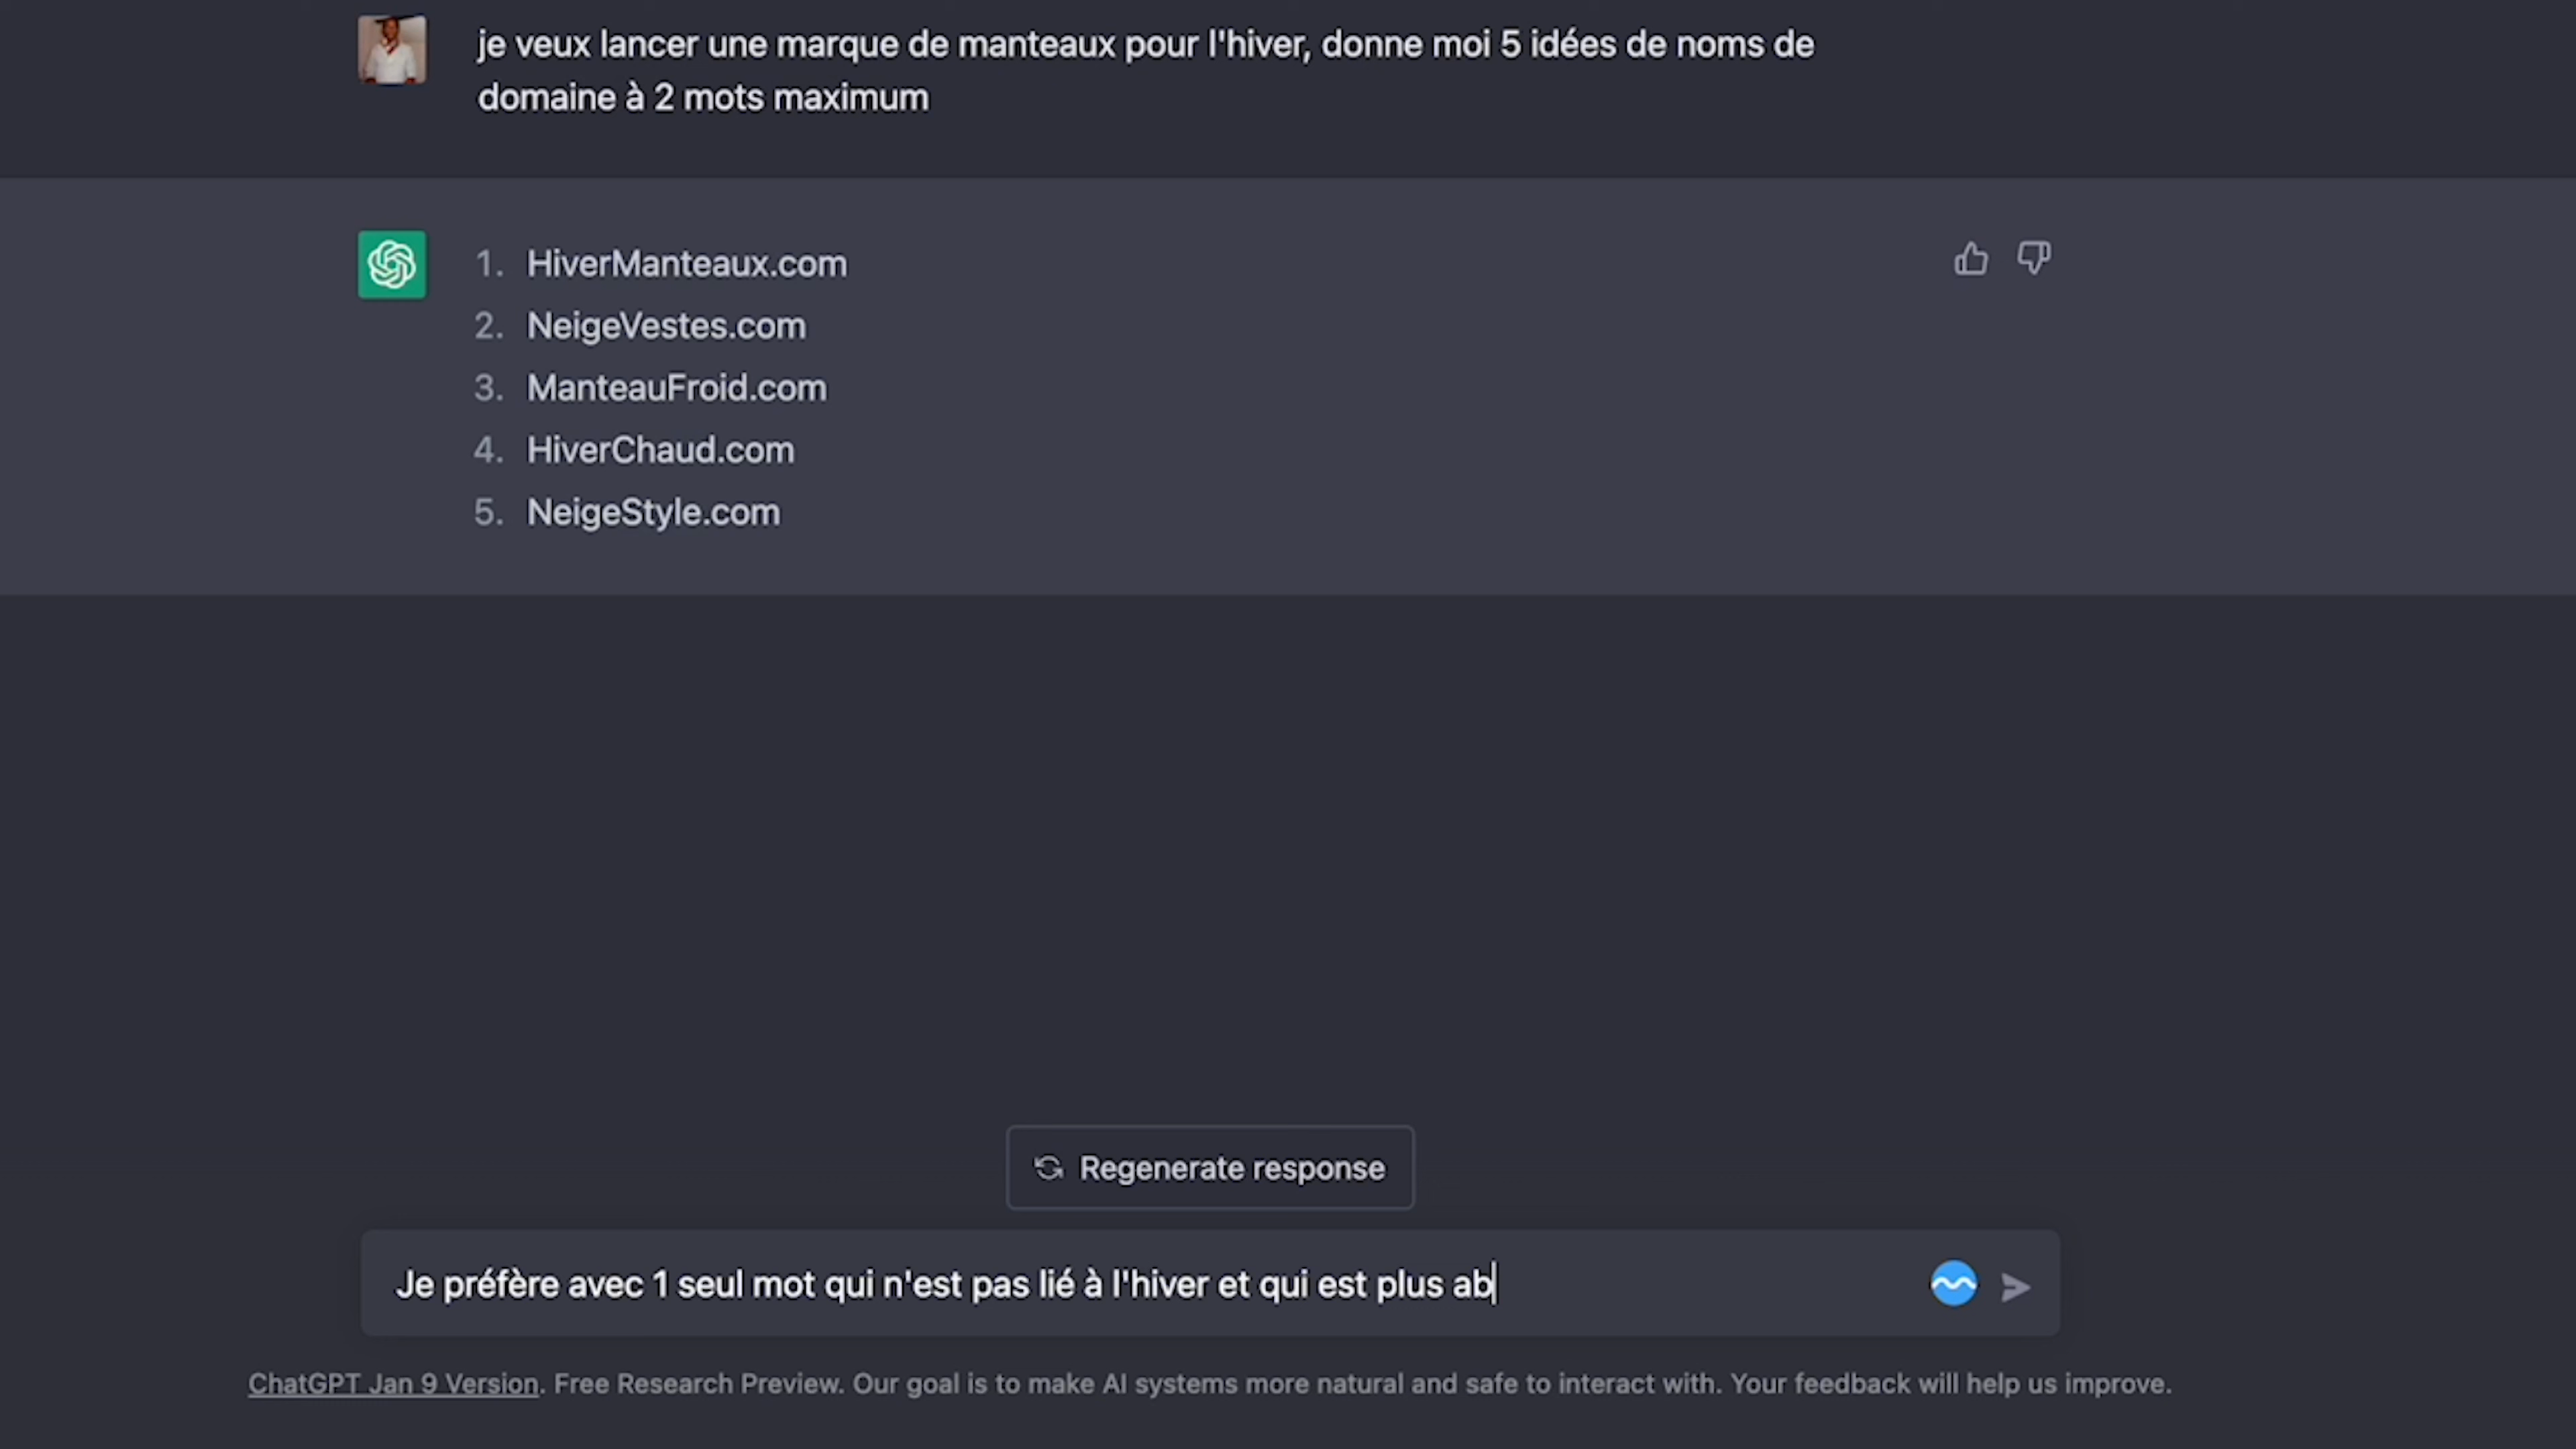 je veux lancer une marque de manteaux pour l'hiver, donne moi 5 idées de noms de
domaine à 2 mots maximum
1. HiverManteaux.com
2. NeigeVestes.com
3. ManteauFroid.com
4. HiverChaud.com
5. NeigeStyle.com
Regenerate response
Je préfère avec 1 seul mot qui n'est pas lié à l'hiver et qui est plus ab
ChatGPT Jan 9 Version. Free Research Preview. Our goal is to make AI systems more natural and safe to interact with. Your feedback will help us improve.